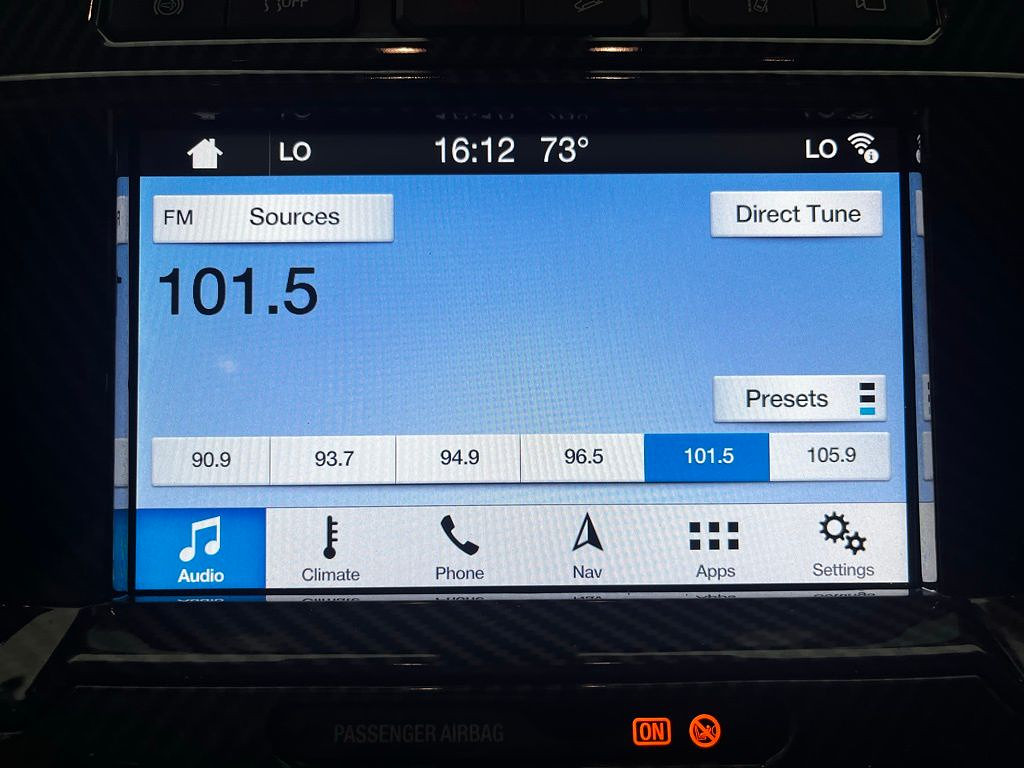 OFF
LO 16:12 73° LO
FM Sources Direct Tune
101.5
Presets
90.9 93.7 94.9 96.5 101.5 105.9
Audio Climate Phone Nav Apps Settings
PASSENGER AIRBAG ON